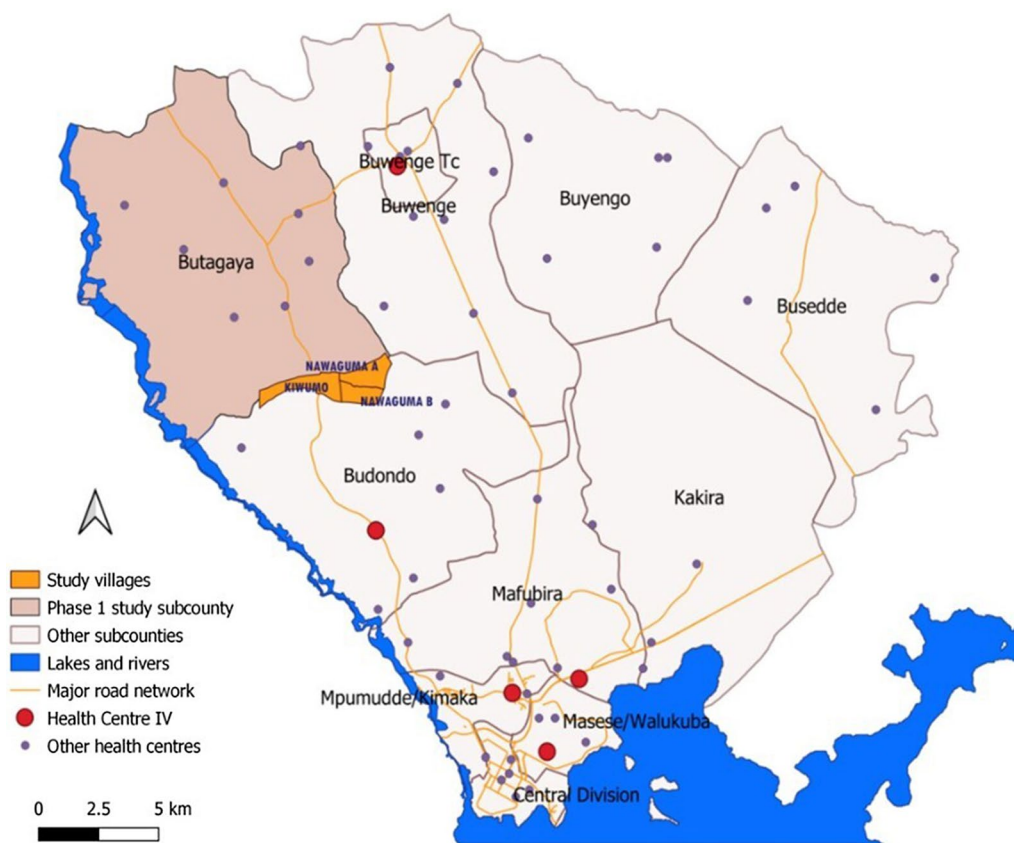 Buwenge Tc
Buwenge
Buyengo
Butagaya
Busedde
NAWAGUMA A
KIWUMO
NAWAGUMA B
Budondo
Kakira
Mafubira
Mpumudde/Kimaka
Masese/Walukuba
Central Division
Study villages
Phase 1 study subcounty
Other subcounties
Lakes and rivers
Major road network
Health Centre IV
Other health centres
0 2.5 5 km